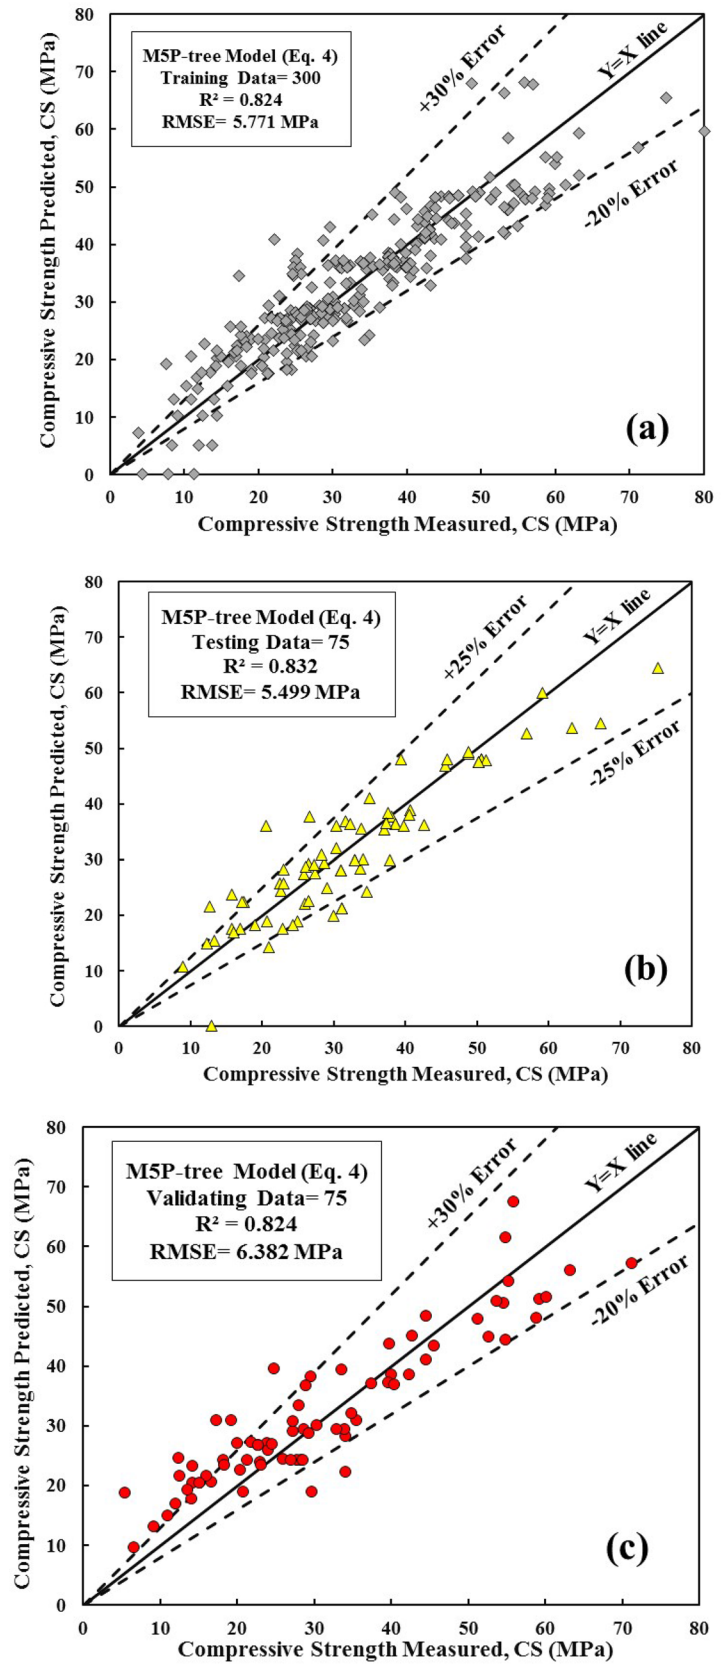 80
70
60
50
40
30
20
10
0
0 10 20 30 40 50 60 70 80
Compressive Strength Predicted, CS (MPa)
Compressive Strength Measured, CS (MPa)
M5P-tree Model (Eq. 4)
Training Data= 300
R² = 0.824
RMSE= 5.771 MPa
+30% Error
Y=X line
-20% Error
(a)
80
70
60
50
40
30
20
10
0
0 10 20 30 40 50 60 70 80
Compressive Strength Predicted, CS (MPa)
Compressive Strength Measured, CS (MPa)
M5P-tree Model (Eq. 4)
Testing Data= 75
R² = 0.832
RMSE= 5.499 MPa
+25% Error
Y=X line
-25% Error
(b)
80
70
60
50
40
30
20
10
0
0 10 20 30 40 50 60 70 80
Compressive Strength Predicted, CS (MPa)
Compressive Strength Measured, CS (MPa)
M5P-tree Model (Eq. 4)
Validating Data= 75
R² = 0.824
RMSE= 6.382 MPa
+30% Error
Y=X line
-20% Error
(c)